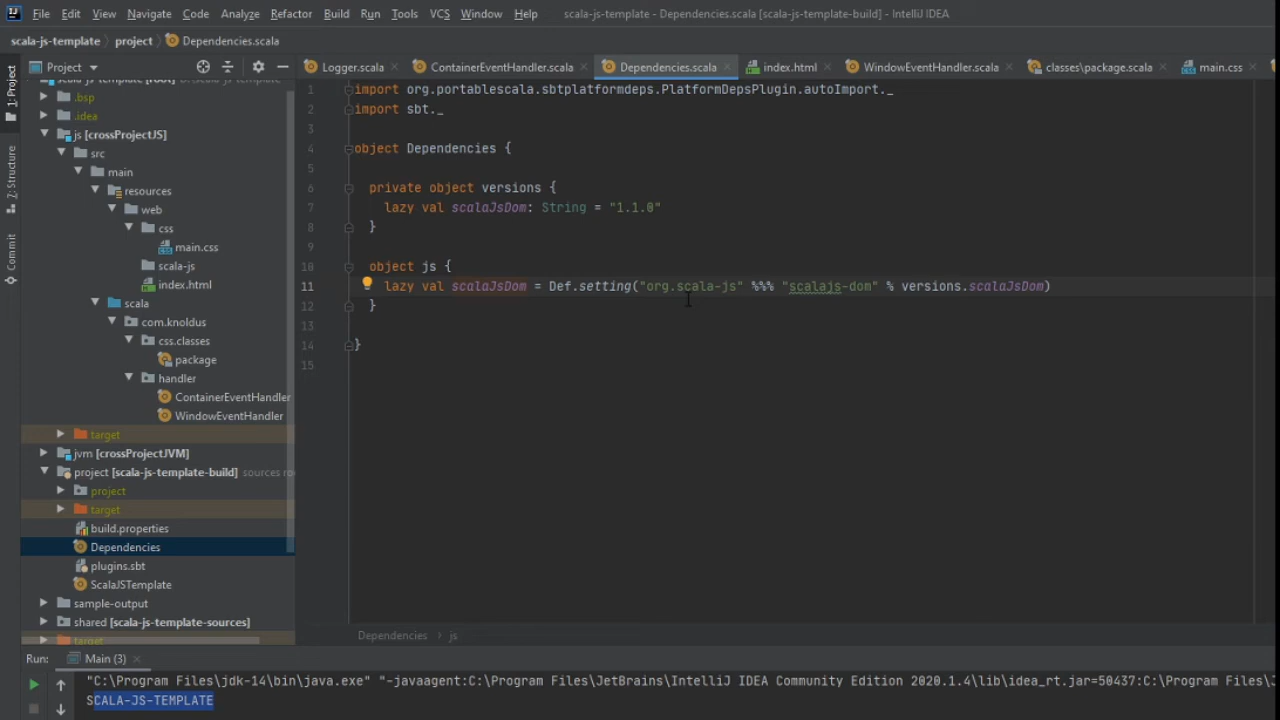 File Edit View Navigate Code Analyze Refactor Build Run Tools VCS Window Help scala-js-template - Dependencies.scala [scala-js-template-build] - IntelliJ IDEA
scala-js-template project Dependencies.scala
Project
Logger.scala ContainerEventHandler.scala Dependencies.scala index.html WindowEventHandler.scala classes\package.scala main.css
1: Project
Z: Structure
Commit
.bsp
.idea
js [crossProjectJS]
src
main
resources
web
css
main.css
scala-js
index.html
scala
com.knoldus
css.classes
package
handler
ContainerEventHandler
WindowEventHandler
target
jvm [crossProjectJVM]
project [scala-js-template-build] sources ro
project
target
build.properties
Dependencies
plugins.sbt
ScalaJSTemplate
sample-output
shared [scala-js-template-sources]
target
1 import org.portablescala.sbtplatformdeps.PlatformDepsPlugin.autoImport._
2 import sbt._
3
4 object Dependencies {
5
6 private object versions {
7 lazy val scalaJsDom: String = "1.1.0"
8 }
9
10 object js {
11 lazy val scalaJsDom = Def.setting("org.scala-js" %%% "scalajs-dom" % versions.scalaJsDom)
12 }
13
14 }
15
Dependencies js
Run: Main (3)
"C:\Program Files\jdk-14\bin\java.exe" "-javaagent:C:\Program Files\JetBrains\IntelliJ IDEA Community Edition 2020.1.4\lib\idea_rt.jar=50437:C:\Program Files\J
SCALA-JS-TEMPLATE